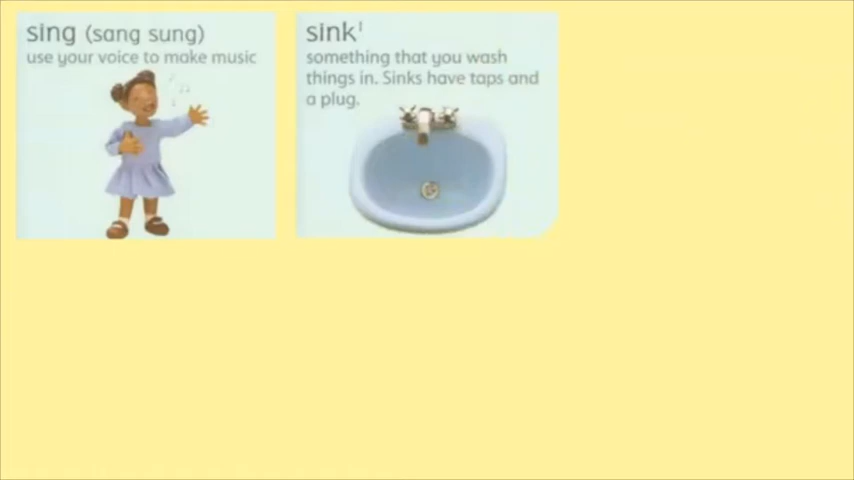 sing (sang sung)
use your voice to make music
sink¹
something that you wash
things in. Sinks have taps and
a plug.